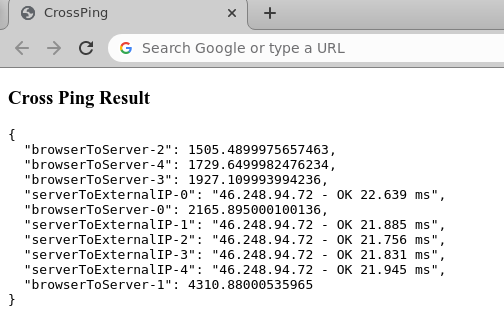 CrossPing
Search Google or type a URL
Cross Ping Result
{
  "browserToServer-2": 1505.4899975657463,
  "browserToServer-4": 1729.6499982476234,
  "browserToServer-3": 1927.109993994236,
  "serverToExternalIP-0": "46.248.94.72 - OK 22.639 ms",
  "browserToServer-0": 2165.895000100136,
  "serverToExternalIP-1": "46.248.94.72 - OK 21.885 ms",
  "serverToExternalIP-2": "46.248.94.72 - OK 21.756 ms",
  "serverToExternalIP-3": "46.248.94.72 - OK 21.831 ms",
  "serverToExternalIP-4": "46.248.94.72 - OK 21.945 ms",
  "browserToServer-1": 4310.88000535965
}